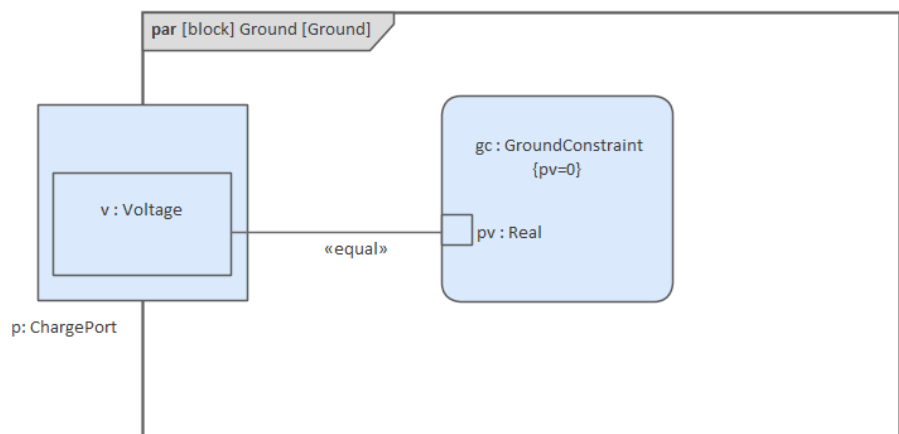 par [block] Ground [Ground]
gc : GroundConstraint
{pv=0}
v : Voltage
pv : Real
«equal»
p: ChargePort